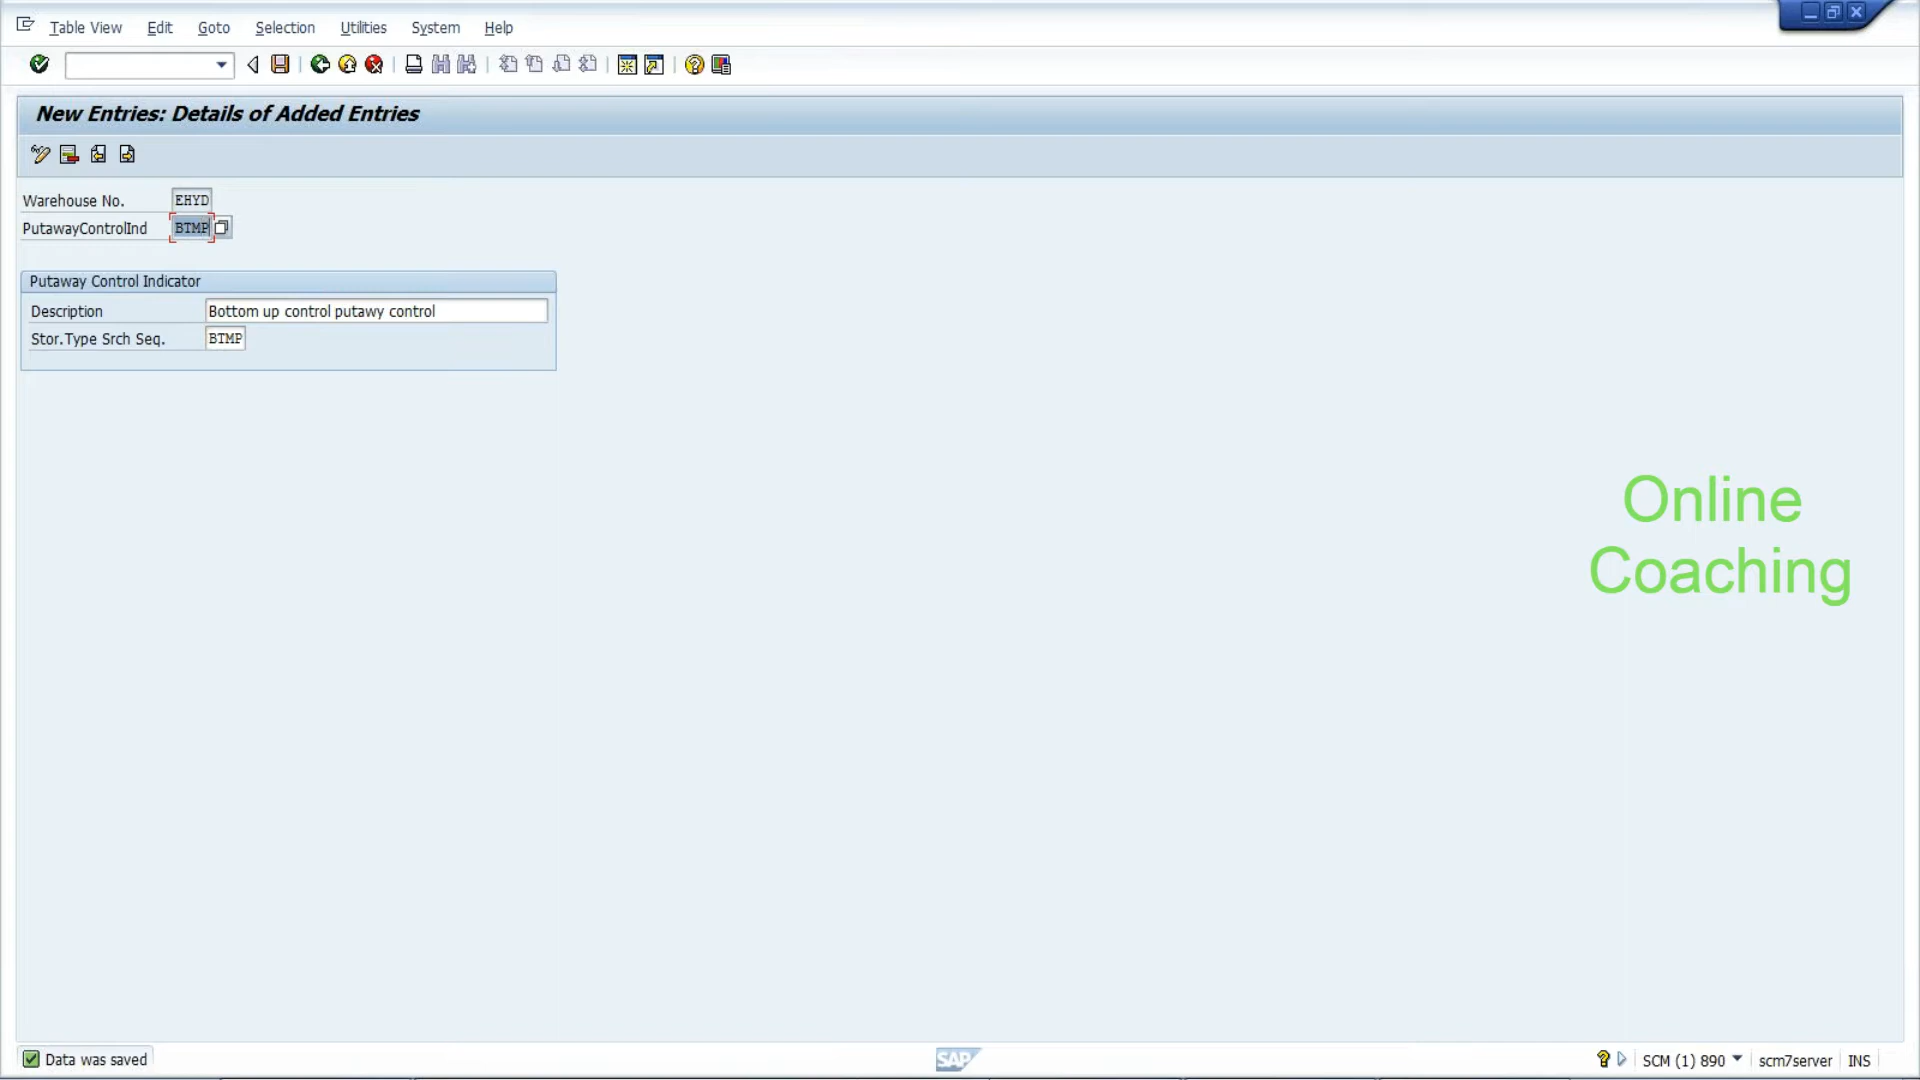 Table View Edit Goto Selection Utilities System Help
New Entries: Details of Added Entries
Warehouse No. EHYD
PutawayControlInd BTMP
Putaway Control Indicator
Description Bottom up control putawy control
Stor.Type Srch Seq. BTMP
Online
Coaching
Data was saved SAP SCM (1) 890 scm7server INS